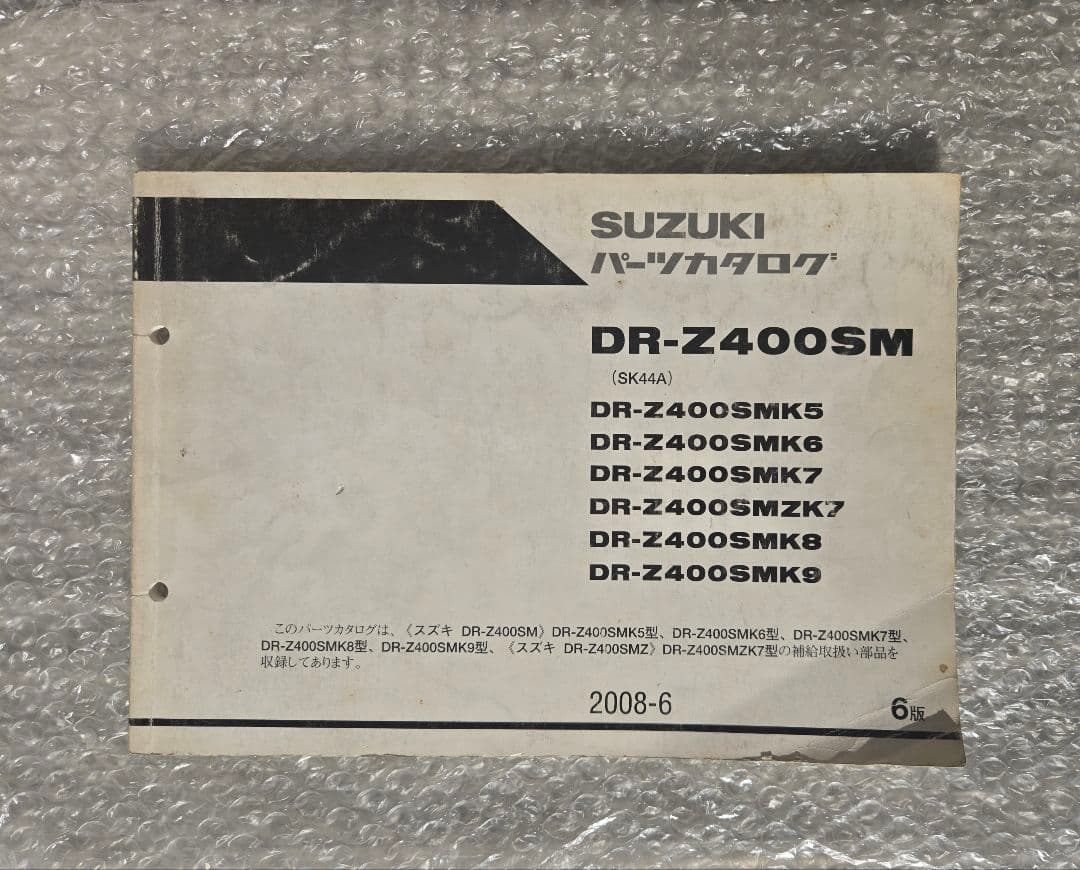 SUZUKI
パーツカタログ
DR-Z400SM
（SK44A）
DR-Z400SMK5
DR-Z400SMK6
DR-Z400SMK7
DR-Z400SMZK7
DR-Z400SMK8
DR-Z400SMK9
このパーツカタログは、《スズキ DR-Z400SM》DR-Z400SMK5型、DR-Z400SMK6型、DR-Z400SMK7型、
DR-Z400SMK8型、DR-Z400SMK9型、《スズキ DR-Z400SMZ》DR-Z400SMZK7型の補給取扱い部品を
収録してあります。
2008-6
6版